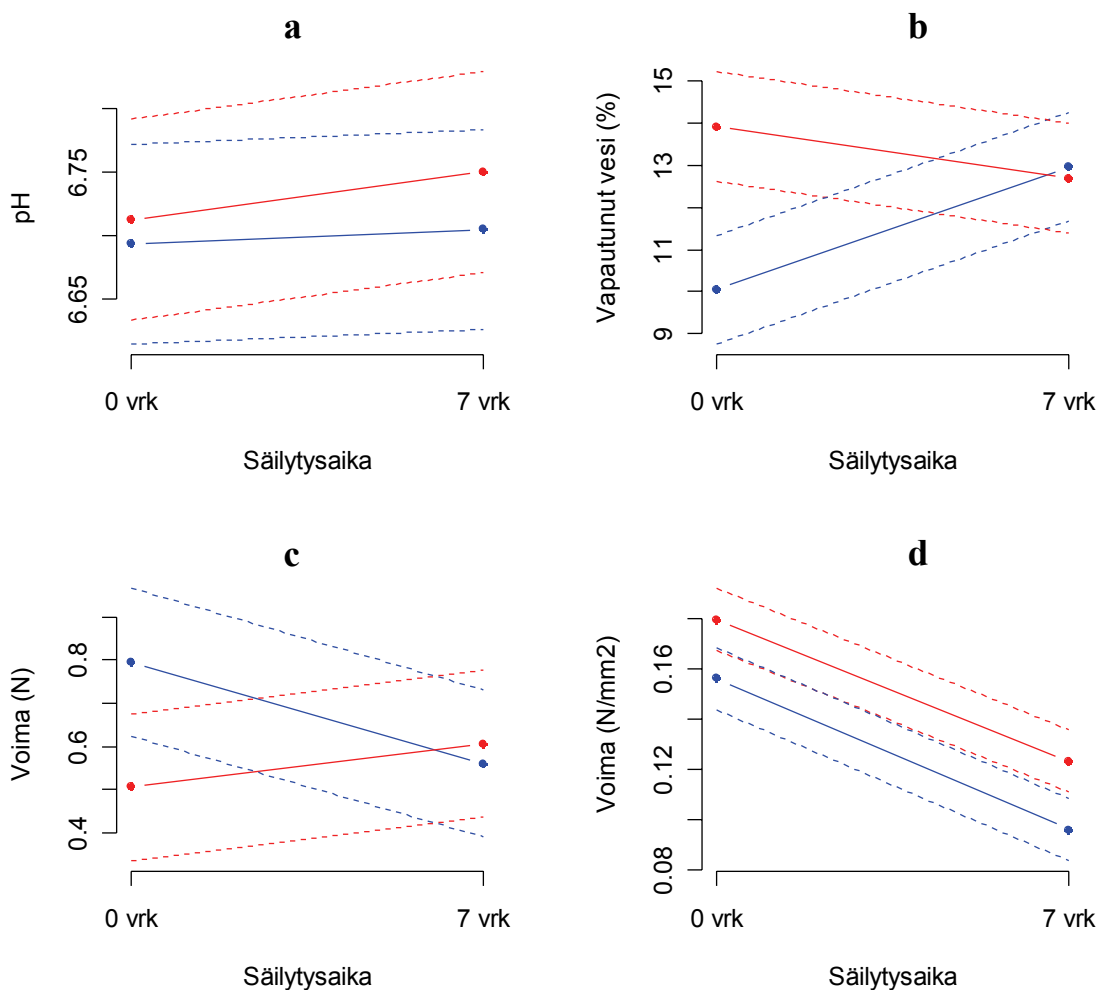 a
pH
6.75
6.65
0 vrk
7 vrk
Säilytysaika
b
Vapautunut vesi (%)
15
13
11
9
0 vrk
7 vrk
Säilytysaika
c
Voima (N)
0.8
0.6
0.4
0 vrk
7 vrk
Säilytysaika
d
Voima (N/mm2)
0.16
0.12
0.08
0 vrk
7 vrk
Säilytysaika